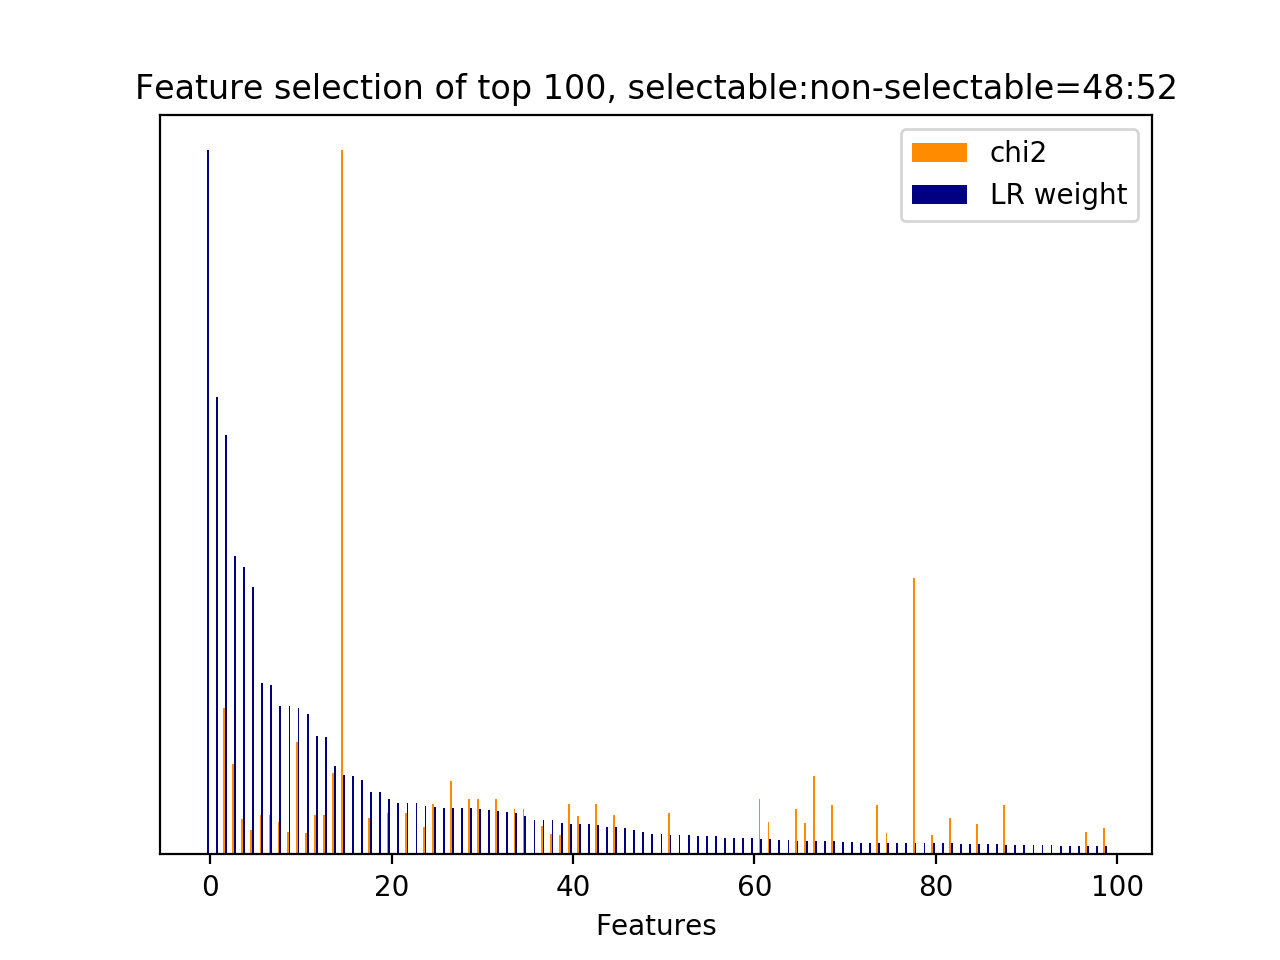 Feature selection of top 100, selectable:non-selectable=48:52
chi2
LR weight
0 20 40 60 80 100
Features